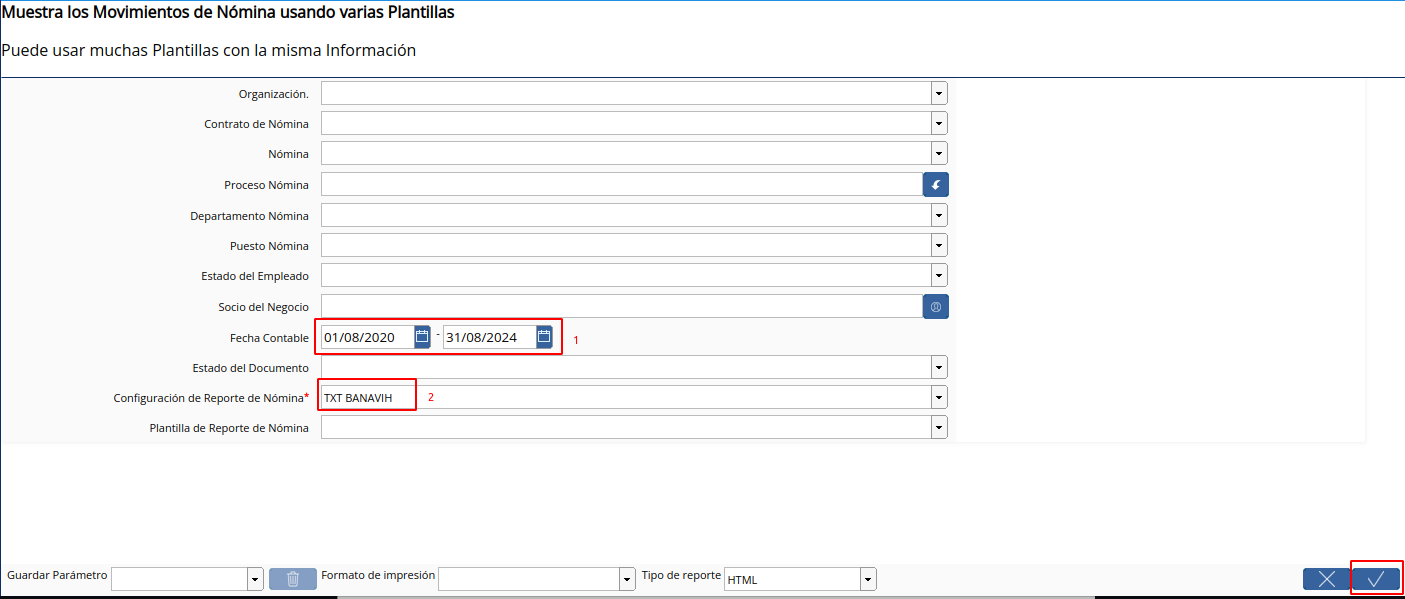 Muestra los Movimientos de Nómina usando varias Plantillas
Puede usar muchas Plantillas con la misma Información
Organización.
Contrato de Nómina
Nómina
Proceso Nómina
Departamento Nómina
Puesto Nómina
Estado del Empleado
Socio del Negocio
Fecha Contable 01/08/2020 - 31/08/2024 1
Estado del Documento
Configuración de Reporte de Nómina* TXT BANAVIH 2
Plantilla de Reporte de Nómina
Guardar Parámetro Formato de impresión Tipo de reporte HTML